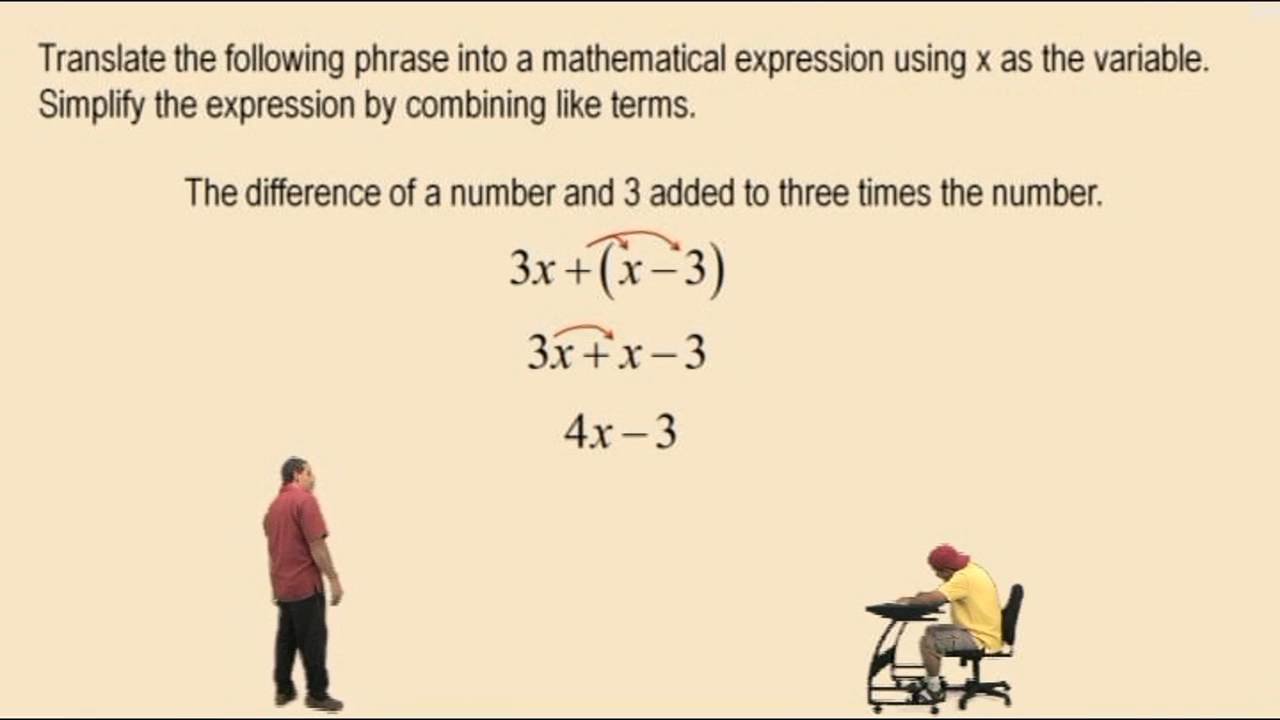 Translate the following phrase into a mathematical expression using x as the variable.
Simplify the expression by combining like terms.
The difference of a number and 3 added to three times the number.
3x + (x − 3)
3x + x − 3
4x − 3